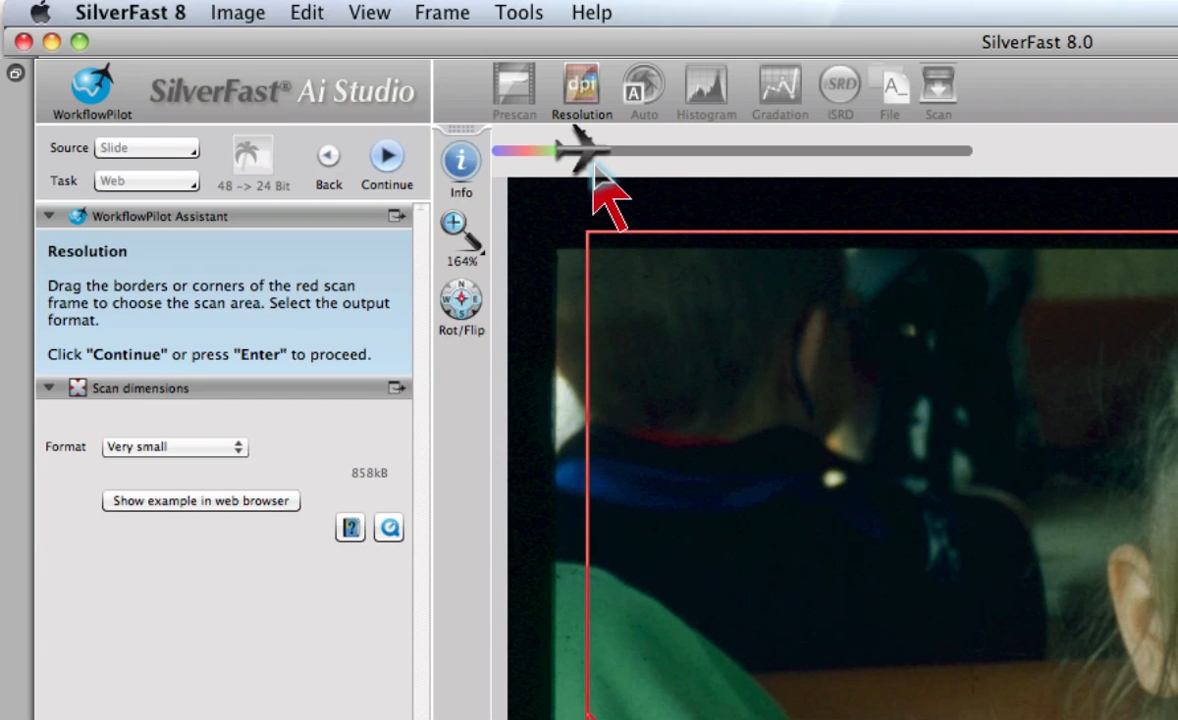 SilverFast 8 Image Edit View Frame Tools Help
SilverFast 8.0
WorkflowPilot
SilverFast® Ai Studio
dpi
A
iSRD
A_
Prescan Resolution Auto Histogram Gradation iSRD File Scan
Source Slide
Task Web
48 -> 24 Bit
Back
Continue
WorkflowPilot Assistant
Resolution
Drag the borders or corners of the red scan
frame to choose the scan area. Select the output
format.
Click "Continue" or press "Enter" to proceed.
Scan dimensions
Format Very small
858kB
Show example in web browser
?
i
Info
164%
N
W E
S
Rot/Flip